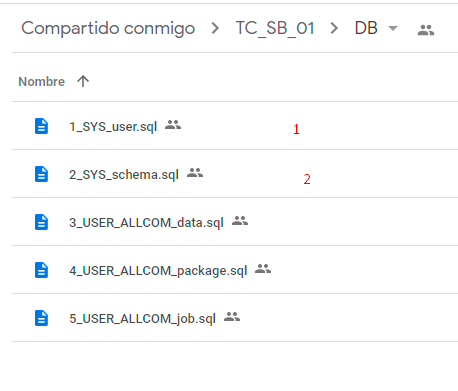 Compartido conmigo > TC_SB_01 > DB
Nombre
1_SYS_user.sql 1
2_SYS_schema.sql 2
3_USER_ALLCOM_data.sql
4_USER_ALLCOM_package.sql
5_USER_ALLCOM_job.sql